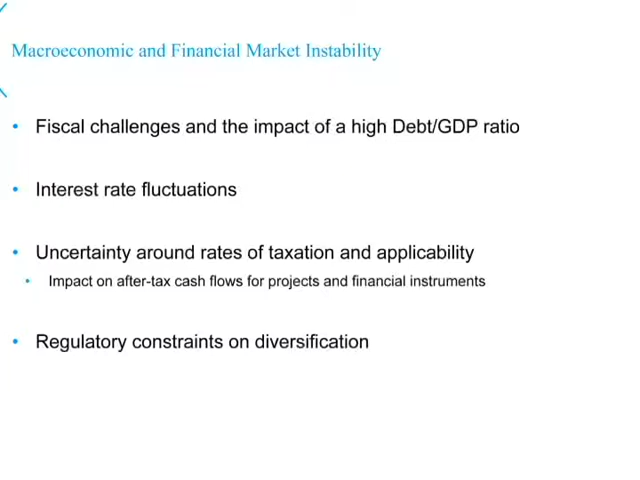 Macroeconomic and Financial Market Instability
• Fiscal challenges and the impact of a high Debt/GDP ratio
• Interest rate fluctuations
• Uncertainty around rates of taxation and applicability
• Impact on after-tax cash flows for projects and financial instruments
• Regulatory constraints on diversification